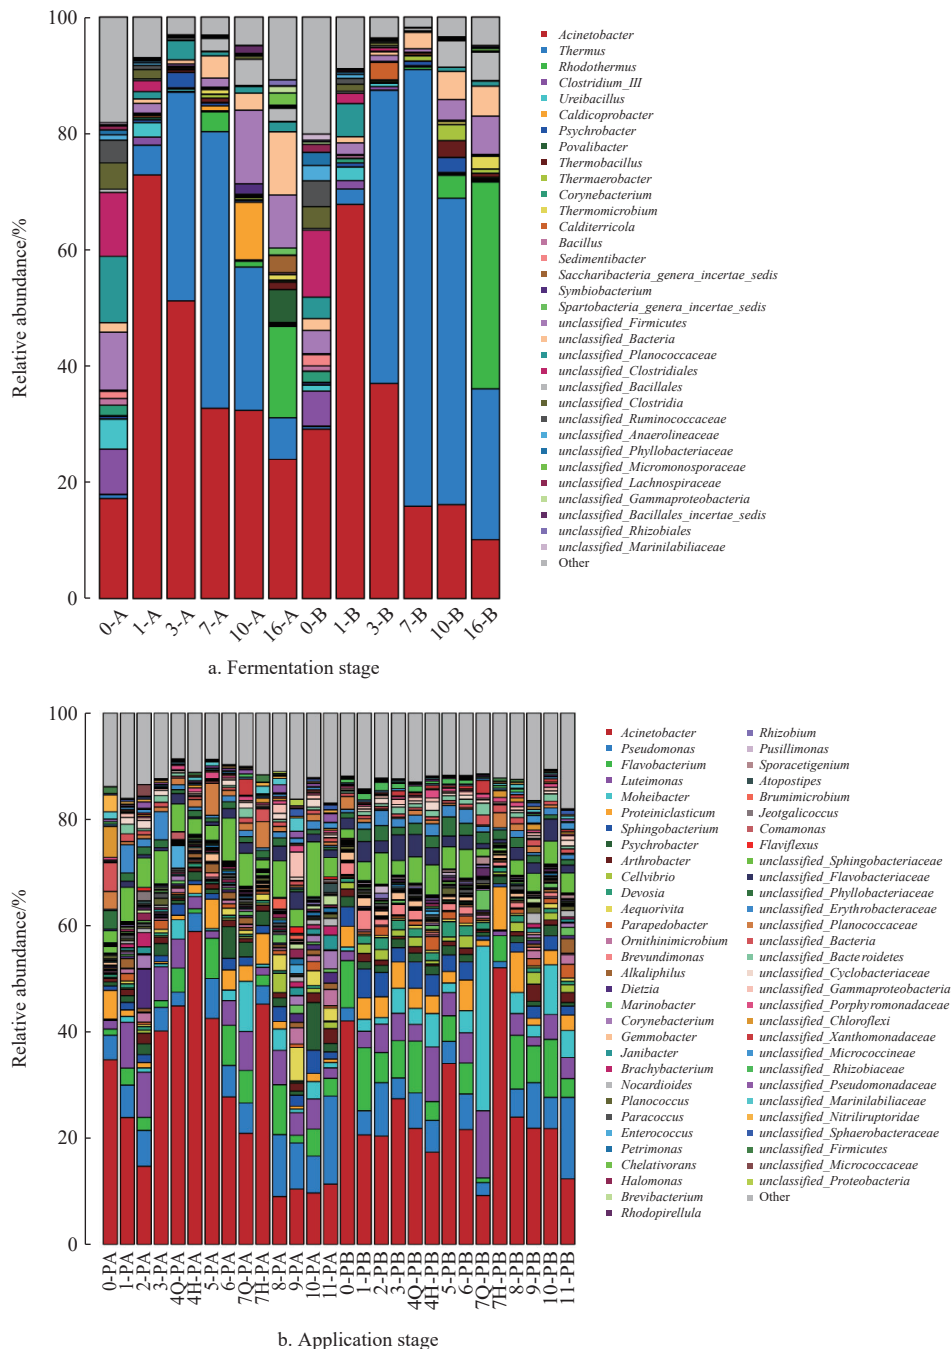 100
80
60
40
20
0
Relative abundance/%
0-A
1-A
3-A
7-A
10-A
16-A
0-B
1-B
3-B
7-B
10-B
16-B
Acinetobacter
Thermus
Rhodothermus
Clostridium_III
Ureibacillus
Caldicoprobacter
Psychrobacter
Povalibacter
Thermobacillus
Thermaerobacter
Corynebacterium
Thermomicrobium
Calditerricola
Bacillus
Sedimentibacter
Saccharibacteria_genera_incertae_sedis
Symbiobacterium
Spartobacteria_genera_incertae_sedis
unclassified_Firmicutes
unclassified_Bacteria
unclassified_Planococcaceae
unclassified_Clostridiales
unclassified_Bacillales
unclassified_Clostridia
unclassified_Ruminococcaceae
unclassified_Anaerolineaceae
unclassified_Phyllobacteriaceae
unclassified_Micromonosporaceae
unclassified_Lachnospiraceae
unclassified_Gammaproteobacteria
unclassified_Bacillales_incertae_sedis
unclassified_Rhizobiales
unclassified_Marinilabiliaceae
Other
a. Fermentation stage
100
80
60
40
20
0
Relative abundance/%
0-PA
1-PA
2-PA
3-PA
4Q-PA
4H-PA
5-PA
6-PA
7Q-PA
7H-PA
8-PA
9-PA
10-PA
11-PA
0-PB
1-PB
2-PB
3-PB
4Q-PB
4H-PB
5-PB
6-PB
7Q-PB
7H-PB
8-PB
9-PB
10-PB
11-PB
Acinetobacter
Pseudomonas
Flavobacterium
Luteimonas
Moheibacter
Proteiniclasticum
Sphingobacterium
Psychrobacter
Arthrobacter
Cellvibrio
Devosia
Aequorivita
Parapedobacter
Ornithinimicrobium
Brevundimonas
Alkaliphilus
Dietzia
Marinobacter
Corynebacterium
Gemmobacter
Janibacter
Brachybacterium
Nocardioides
Planococcus
Paracoccus
Enterococcus
Petrimonas
Chelativorans
Halomonas
Brevibacterium
Rhodopirellula
Rhizobium
Pusillimonas
Sporacetigenium
Atopostipes
Brumimicrobium
Jeotgalicoccus
Comamonas
Flaviflexus
unclassified_Sphingobacteriaceae
unclassified_Flavobacteriaceae
unclassified_Phyllobacteriaceae
unclassified_Erythrobacteraceae
unclassified_Planococcaceae
unclassified_Bacteria
unclassified_Bacteroidetes
unclassified_Cyclobacteriaceae
unclassified_Gammaproteobacteria
unclassified_Porphyromonadaceae
unclassified_Chloroflexi
unclassified_Xanthomonadaceae
unclassified_Micrococcineae
unclassified_Rhizobiaceae
unclassified_Pseudomonadaceae
unclassified_Marinilabiliaceae
unclassified_Nitriliruptoridae
unclassified_Sphaerobacteraceae
unclassified_Firmicutes
unclassified_Micrococcaceae
unclassified_Proteobacteria
Other
b. Application stage